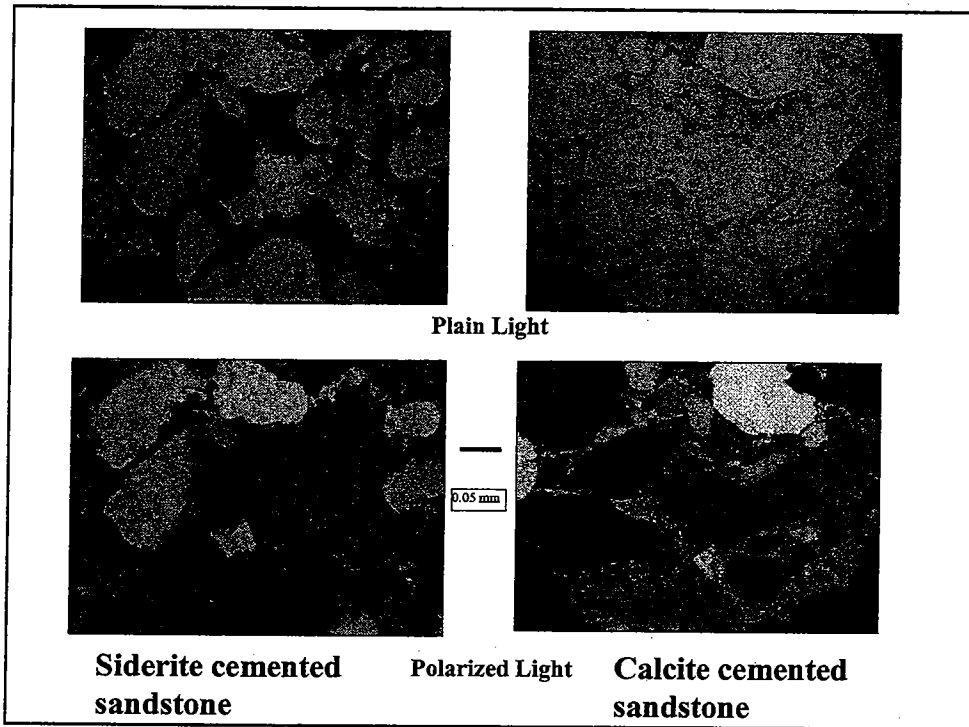 Plain Light
0.05 mm
Siderite cemented
sandstone
Polarized Light
Calcite cemented
sandstone